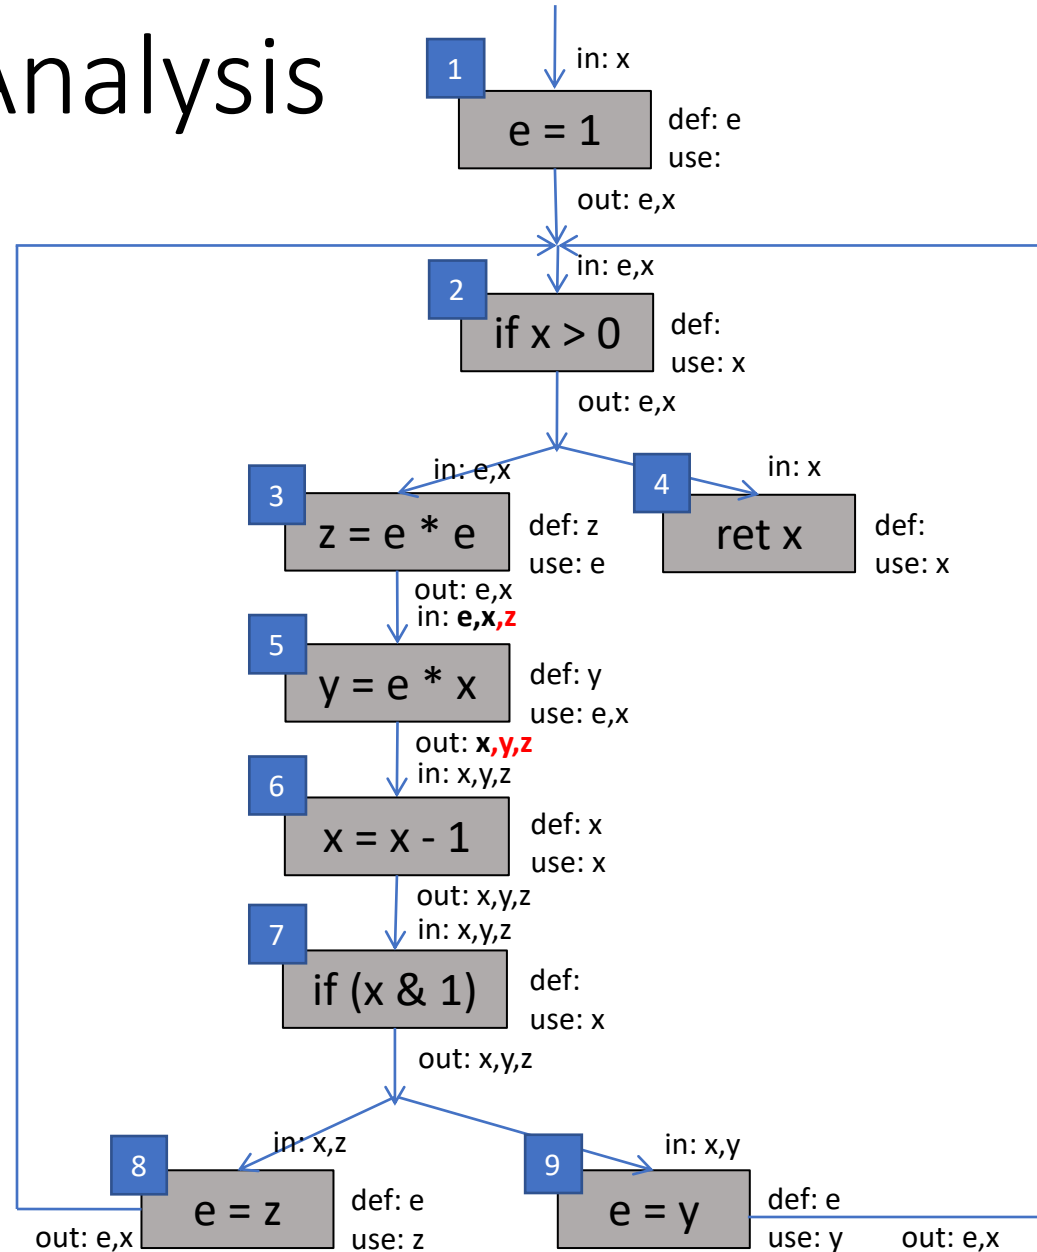 Analysis
1
in: x
e = 1
def: e
use:
out: e,x
in: e,x
2
if x > 0
def:
use: x
out: e,x
in: e,x
3
z = e * e
def: z
use: e
out: e,x
in: x
4
ret x
def:
use: x
in: e,x,z
5
y = e * x
def: y
use: e,x
out: x,y,z
in: x,y,z
6
x = x - 1
def: x
use: x
out: x,y,z
in: x,y,z
7
if (x & 1)
def:
use: x
out: x,y,z
in: x,z
8
e = z
def: e
use: z
out: e,x
in: x,y
9
e = y
def: e
use: y
out: e,x